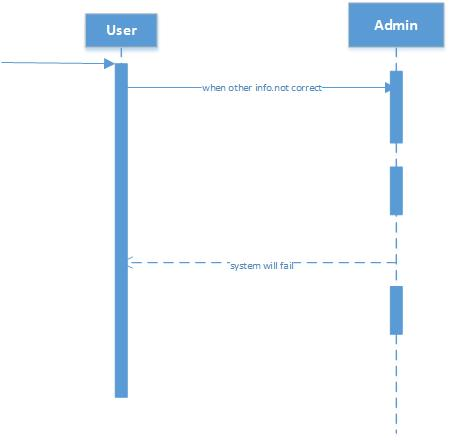 User
Admin
when other info.not correct
system will fail